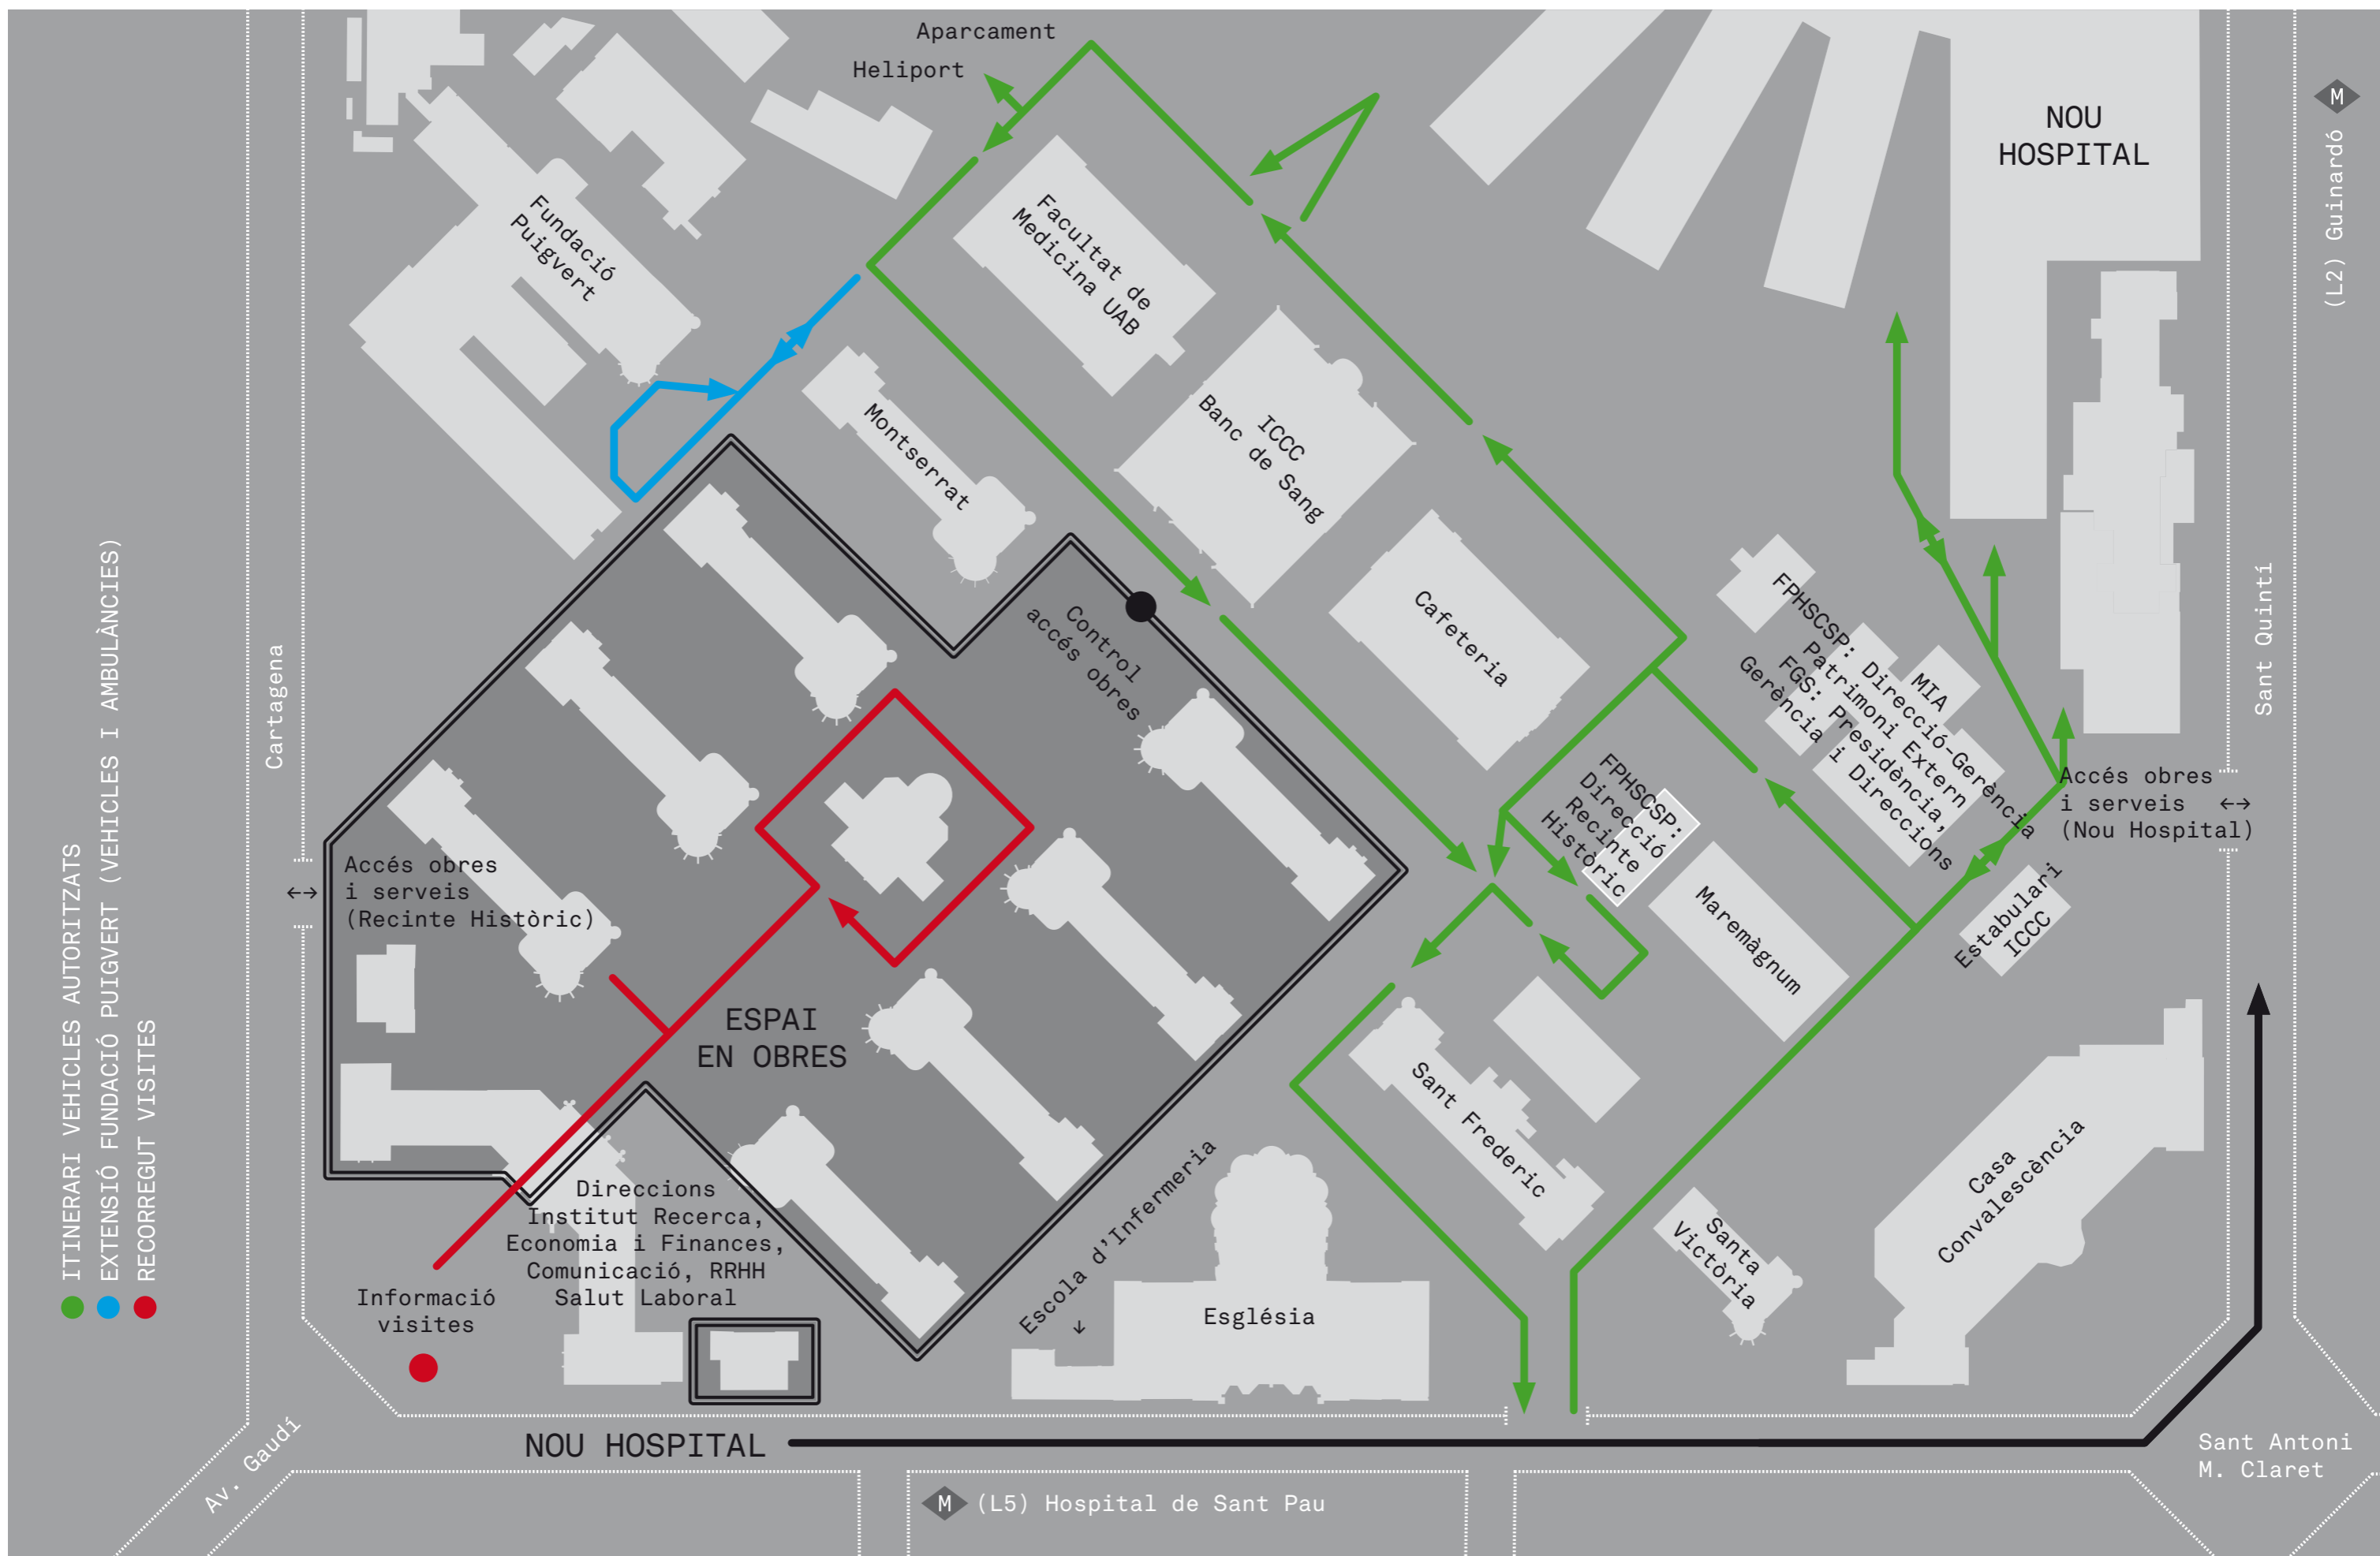 Aparcament
Heliport
NOU
HOSPITAL
M
(L2) Guinardó
Fundació
Puigvert
Facultat de
Medicina UAB
Montserrat
ICCC
Banc de Sang
Cafeteria
Control
accés obres
FPHSCSP: Direcció-Gerència
Patrimoni Extern
FGS: Presidència,
Gerència i Direccions
MIA
FPHSCSP:
Direcció
Recinte
Històric
Maremàgnum
Estabulari
ICCC
Accés obres
i serveis ↔
(Nou Hospital)
Sant Quintí
Cartagena
Accés obres
↔ i serveis
(Recinte Històric)
ESPAI
EN OBRES
Direccions
Institut Recerca,
Economia i Finances,
Comunicació, RRHH
Salut Laboral
Informació
visites
Escola d'Infermeria
↙
Església
Sant Frederic
Santa
Victòria
Casa
Convalescència
ITINERARI VEHICLES AUTORITZATS
EXTENSIÓ FUNDACIÓ PUIGVERT (VEHICLES I AMBULÀNCIES)
RECORREGUT VISITES
Av. Gaudí
NOU HOSPITAL
Sant Antoni
M. Claret
M (L5) Hospital de Sant Pau